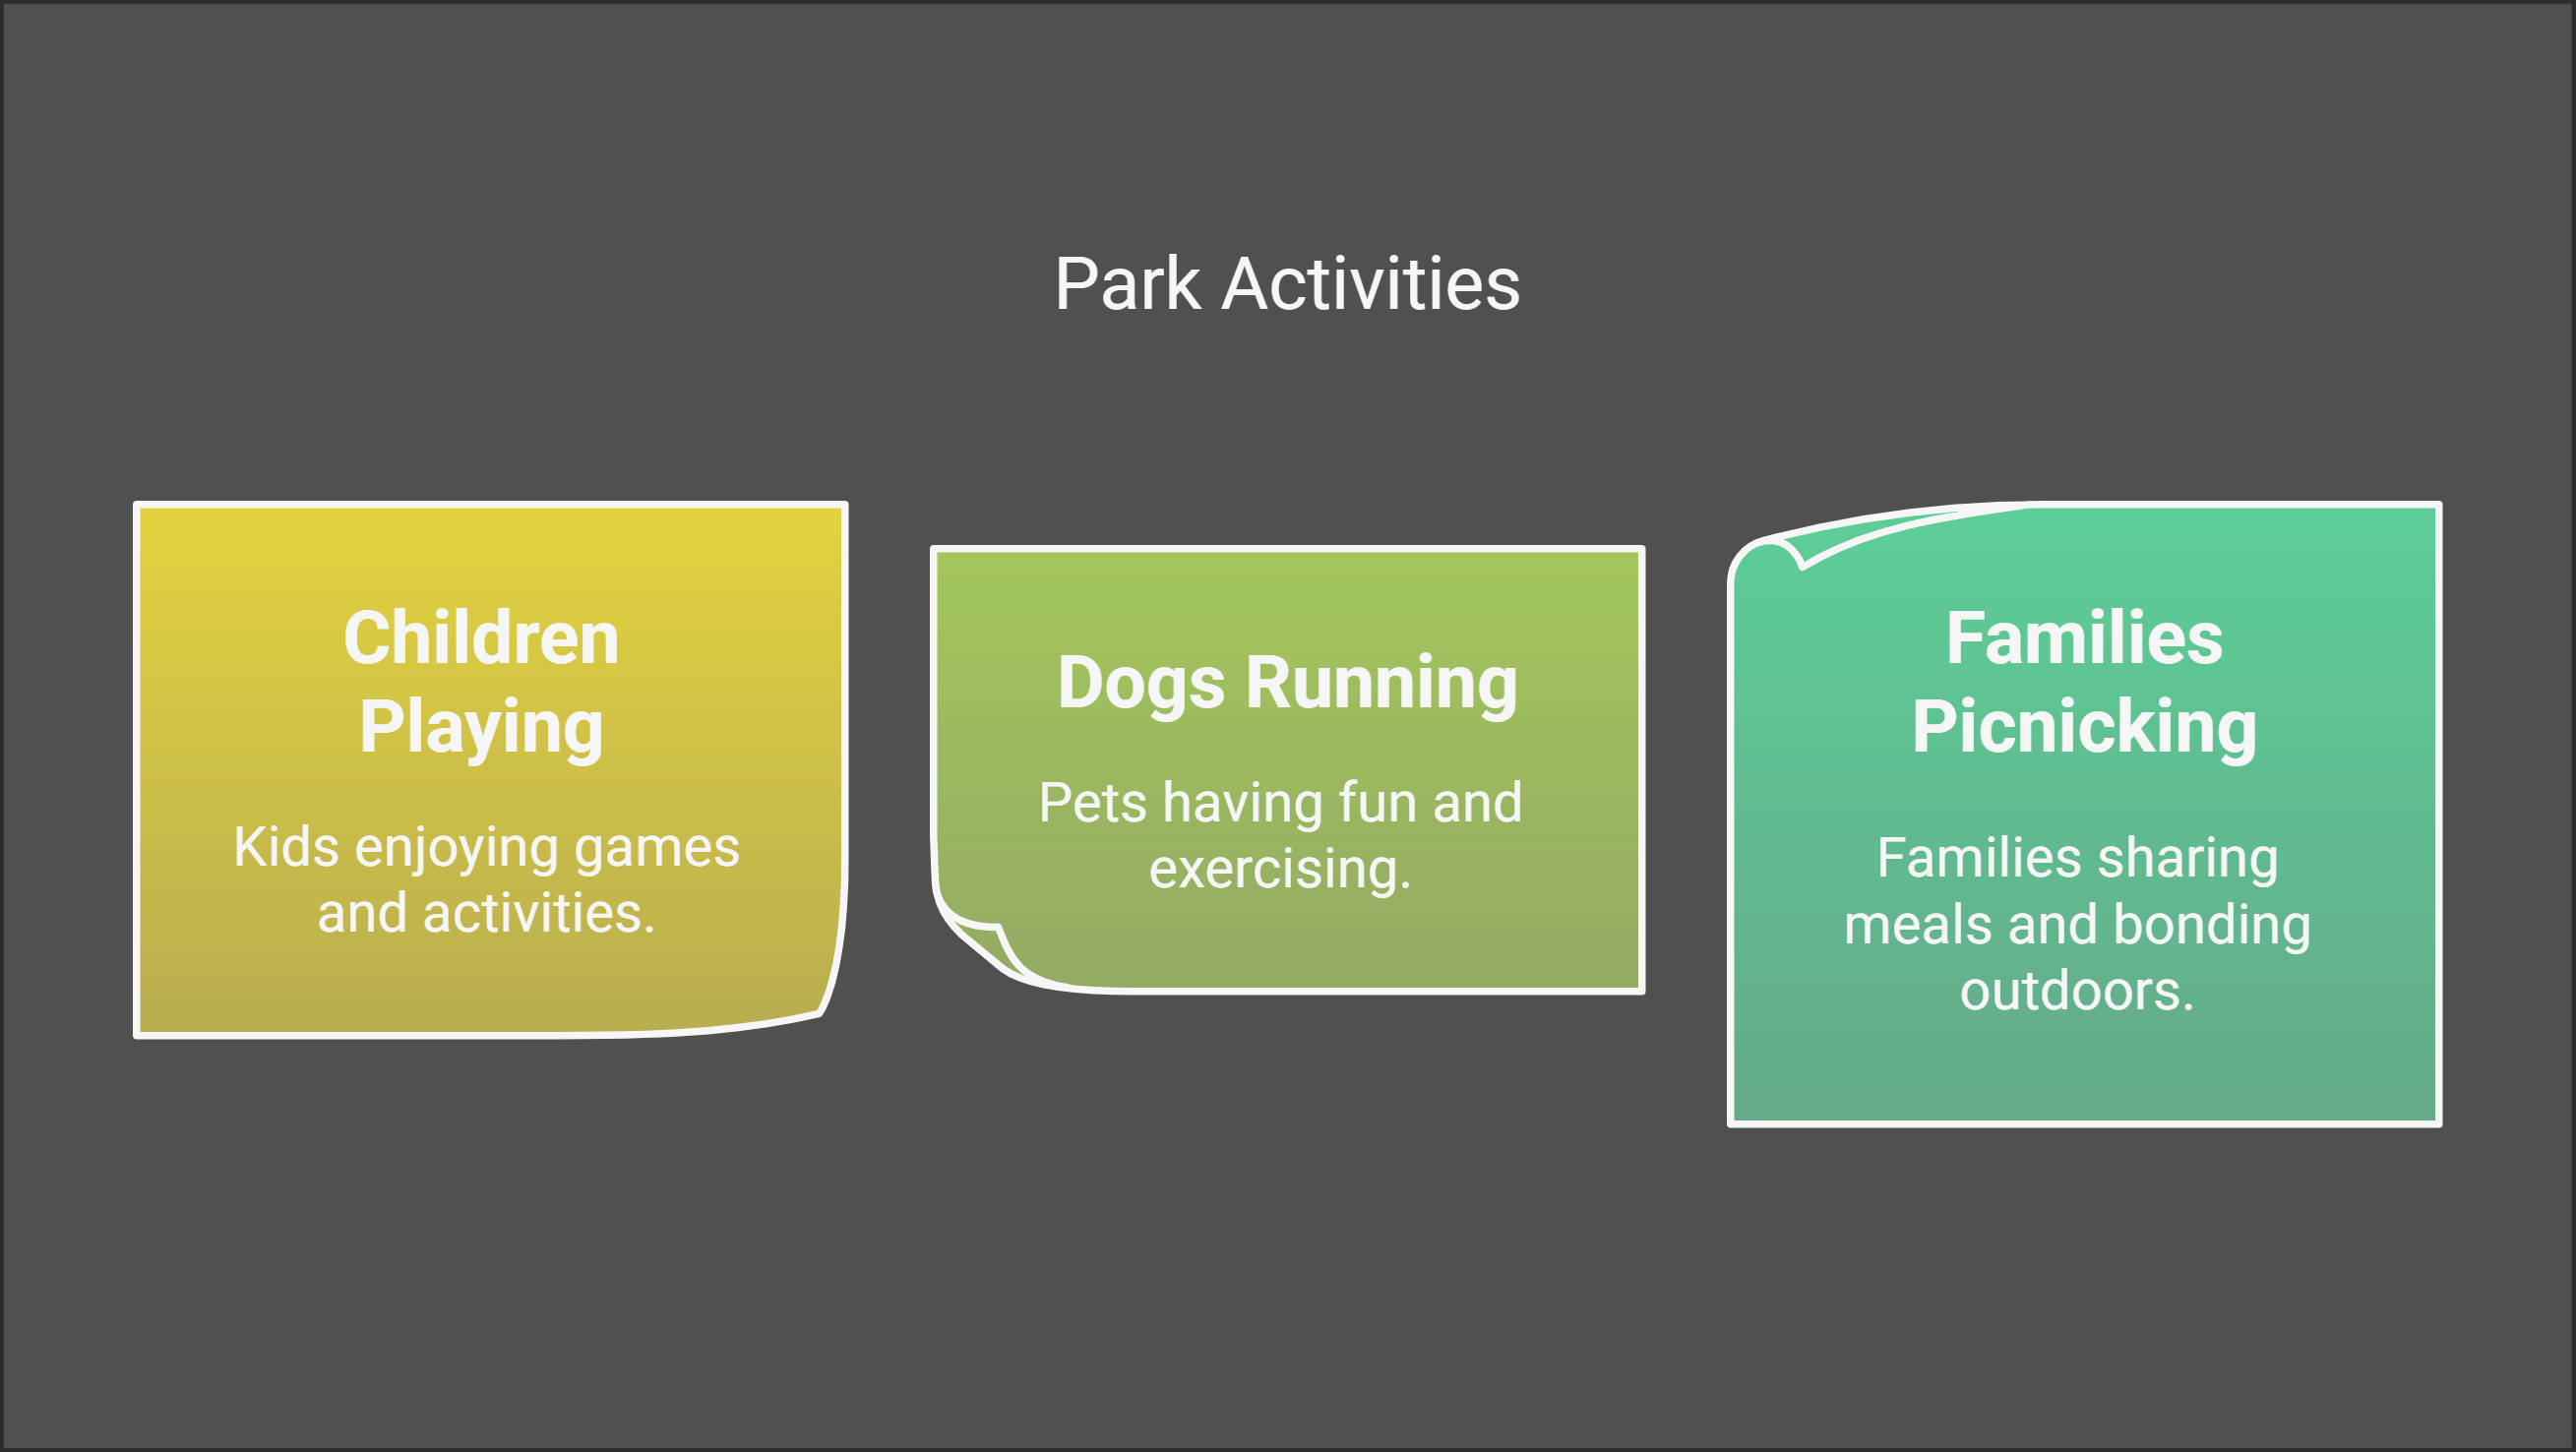 Park Activities
Children
Playing
Kids enjoying games
and activities.
Dogs Running
Pets having fun and
exercising.
Families
Picnicking
Families sharing
meals and bonding
outdoors.